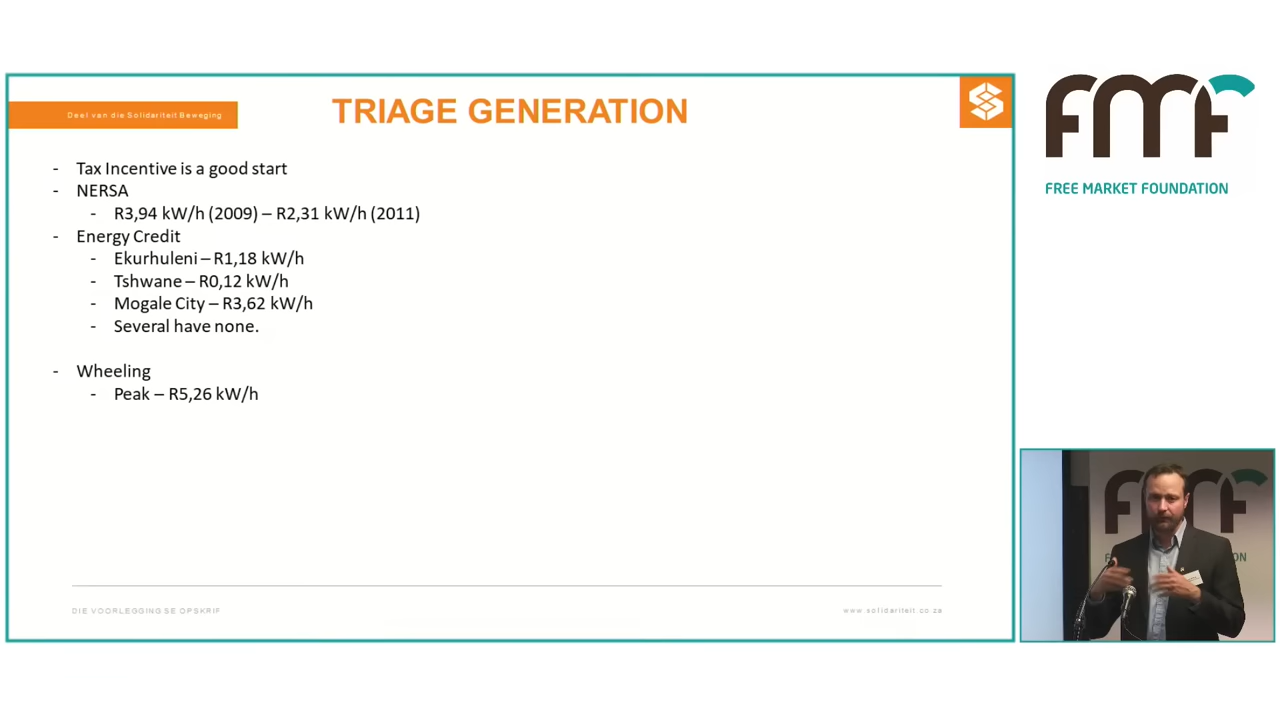 Deel van die Solidariteit Beweging
TRIAGE GENERATION
- Tax Incentive is a good start
- NERSA
- R3,94 kW/h (2009) – R2,31 kW/h (2011)
- Energy Credit
- Ekurhuleni – R1,18 kW/h
- Tshwane – R0,12 kW/h
- Mogale City – R3,62 kW/h
- Several have none.
- Wheeling
- Peak – R5,26 kW/h
DIE VOORLEGGING SE OPSKRIF
www.solidariteit.co.za
FMF
FREE MARKET FOUNDATION